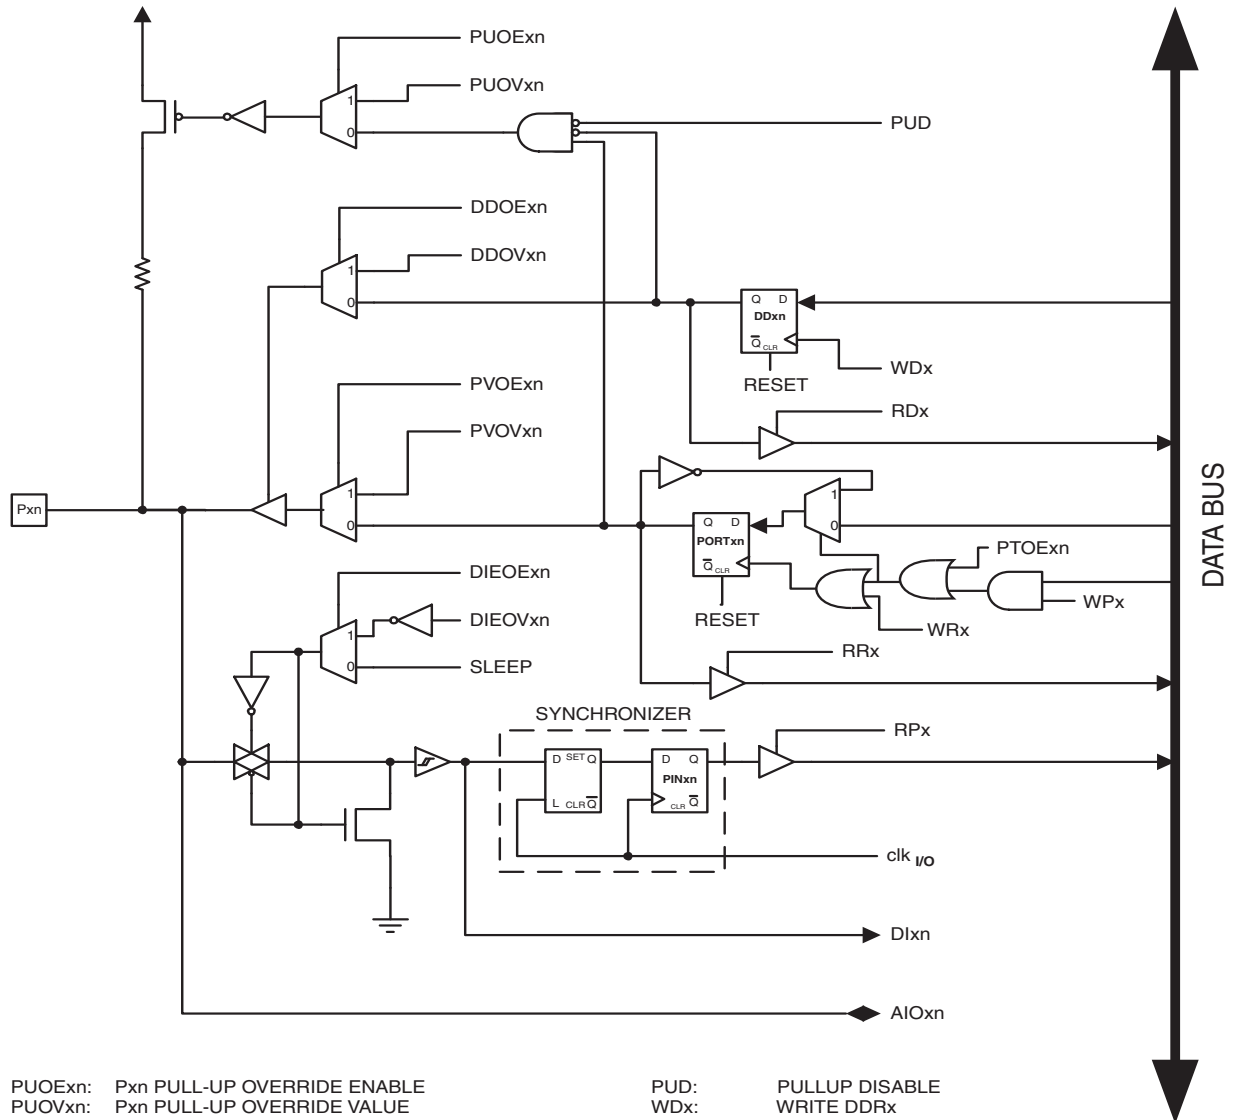 PUOExn
PUOVxn
1
0
PUD
DDOExn
DDOVxn
1
0
Q D
DDxn
Q CLR
WDx
RESET
RDx
PVOExn
PVOVxn
1
0
Pxn
1
0
Q D
PORTxn
Q CLR
PTOExn
WPx
RESET
WRx
RRx
DATA BUS
DIEOExn
DIEOVxn
1
0
SLEEP
SYNCHRONIZER
RPx
D SET Q
L CLR Q
D Q
PINxn
CLR Q
clk I/O
DIxn
AIOxn
PUOExn: Pxn PULL-UP OVERRIDE ENABLE
PUOVxn: Pxn PULL-UP OVERRIDE VALUE
PUD: PULLUP DISABLE
WDx: WRITE DDRx